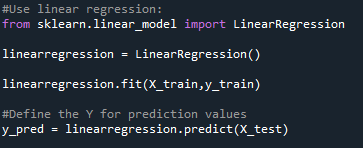 #Use linear regression:
from sklearn.linear_model import LinearRegression
linearregression = LinearRegression()
linearregression.fit(X_train,y_train)
#Define the Y for prediction values
y_pred = linearregression.predict(X_test)